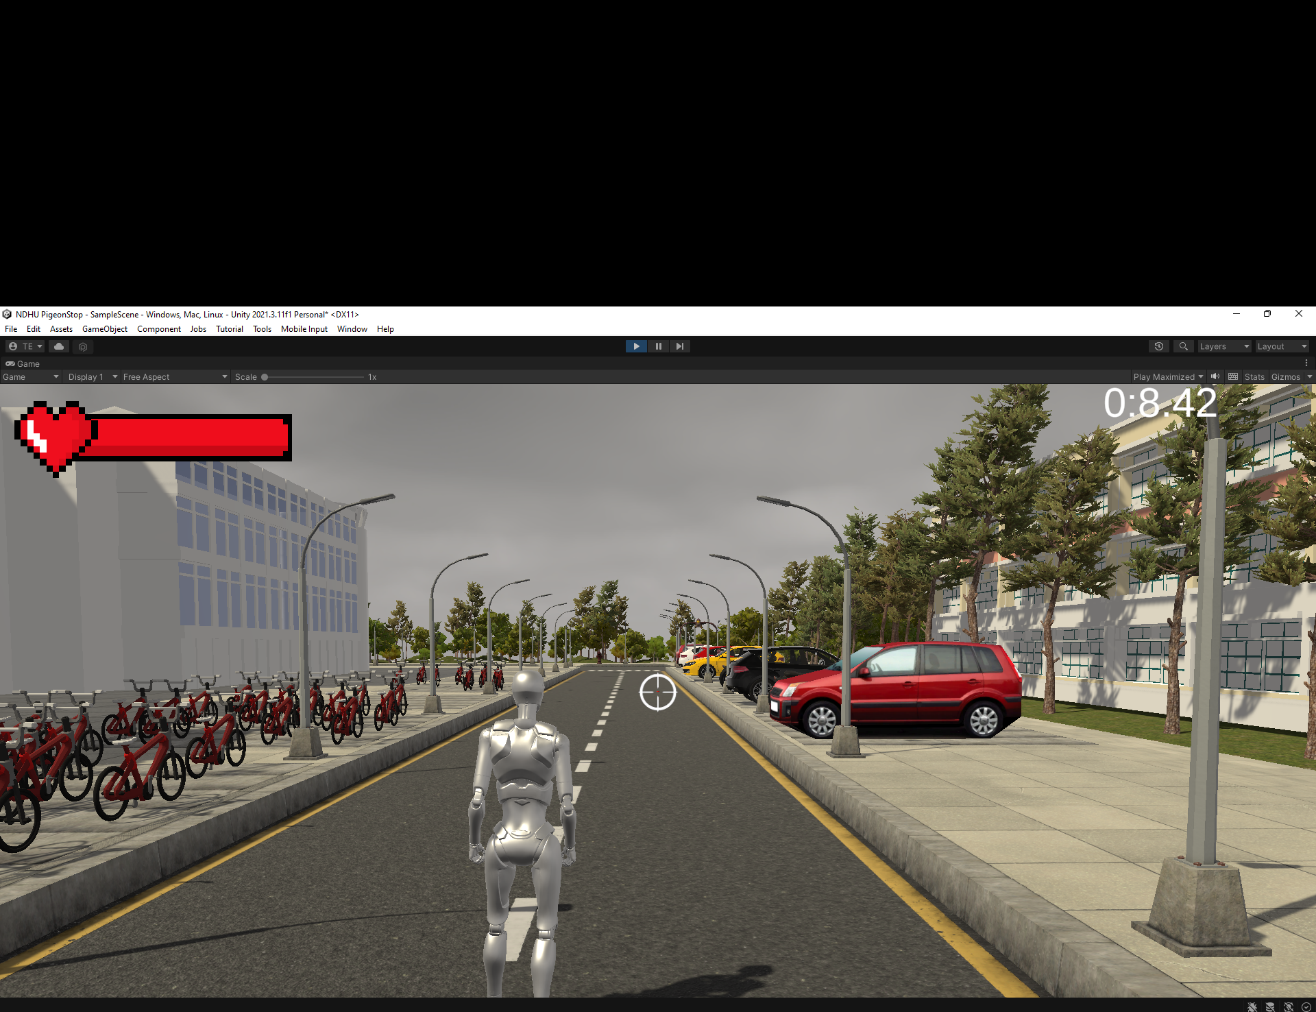 NDHU PigeonStop - SampleScene - Windows, Mac, Linux - Unity 2021.3.11f1 Personal* <DX11>
File Edit Assets GameObject Component Jobs Tutorial Tools Mobile Input Window Help
TE Layers Layout
Game
Game Display 1 Free Aspect Scale 1x Play Maximized Stats Gizmos
0:8.42